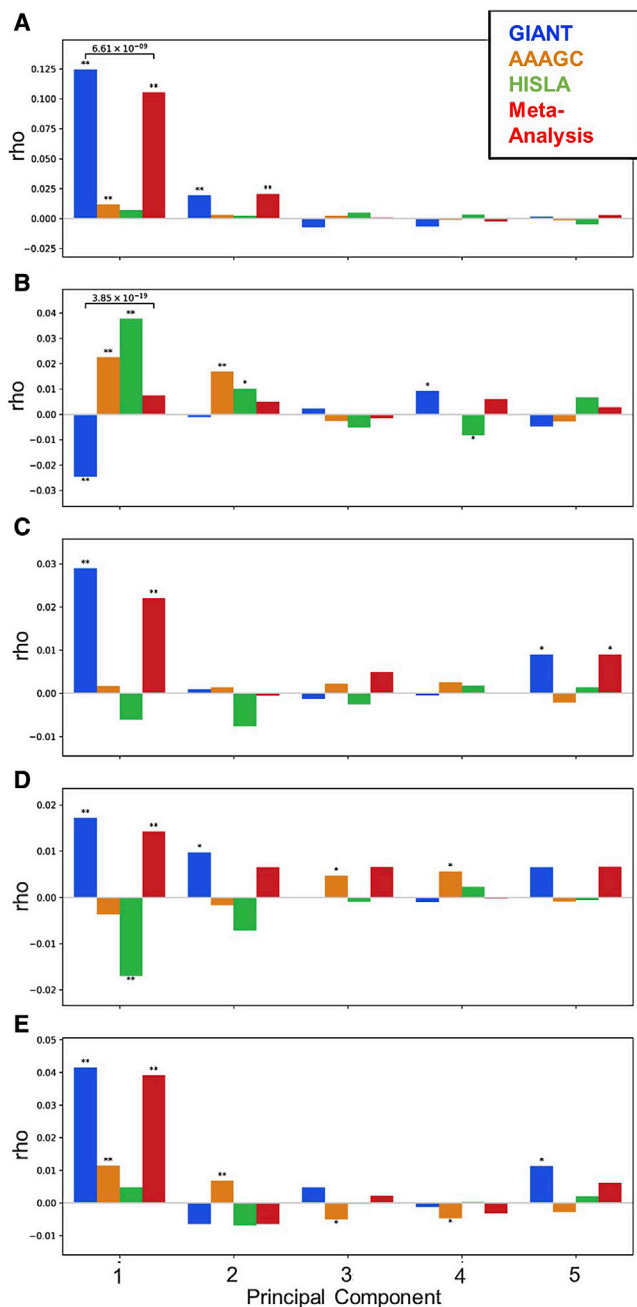 A
GIANT
AAAGC
HISLA
Meta-
Analysis
6.61 × 10⁻⁰⁹
** ** ** ** **
0.125
0.100
0.075
0.050
0.025
0.000
−0.025
rho
B
3.85 × 10⁻¹⁹
** ** ** ** * * *
0.04
0.03
0.02
0.01
0.00
−0.01
−0.02
−0.03
rho
C
** ** * *
0.03
0.02
0.01
0.00
−0.01
rho
D
** ** ** * * *
0.02
0.01
0.00
−0.01
−0.02
rho
E
** ** ** ** * * *
0.05
0.04
0.03
0.02
0.01
0.00
−0.01
rho
1 2 3 4 5
Principal Component